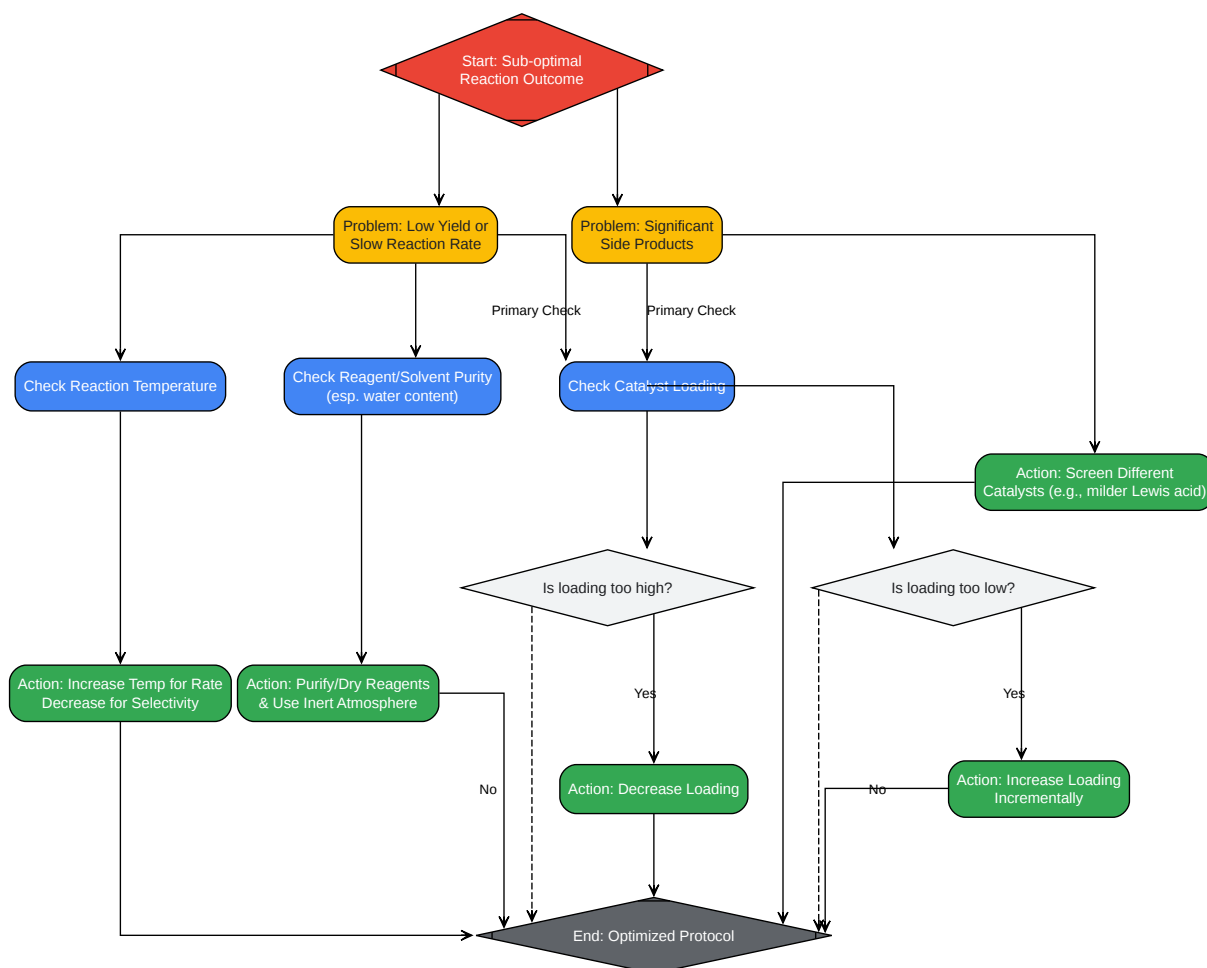 Start: Sub-optimal
Reaction Outcome
Problem: Low Yield or
Slow Reaction Rate
Problem: Significant
Side Products
Primary Check
Primary Check
Check Reaction Temperature
Check Reagent/Solvent Purity
(esp. water content)
Check Catalyst Loading
Action: Screen Different
Catalysts (e.g., milder Lewis acid)
Is loading too high?
Is loading too low?
Action: Increase Temp for Rate
Decrease for Selectivity
Action: Purify/Dry Reagents
& Use Inert Atmosphere
Yes
Yes
No
Action: Decrease Loading
No
Action: Increase Loading
Incrementally
End: Optimized Protocol